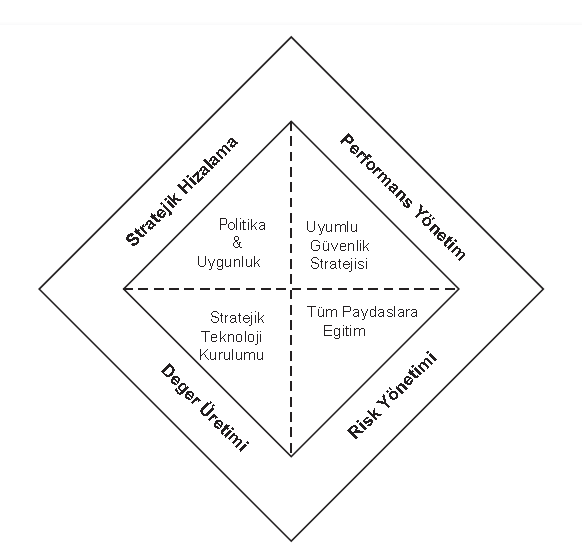 Stratejik Hizalama
Performans Yönetim
Politika
&
Uygunluk
Uyumlu
Güvenlik
Stratejisi
Stratejik
Teknoloji
Kurulumu
Tüm Paydaslara
Egitim
Deger Üretimi
Risk Yönetimi